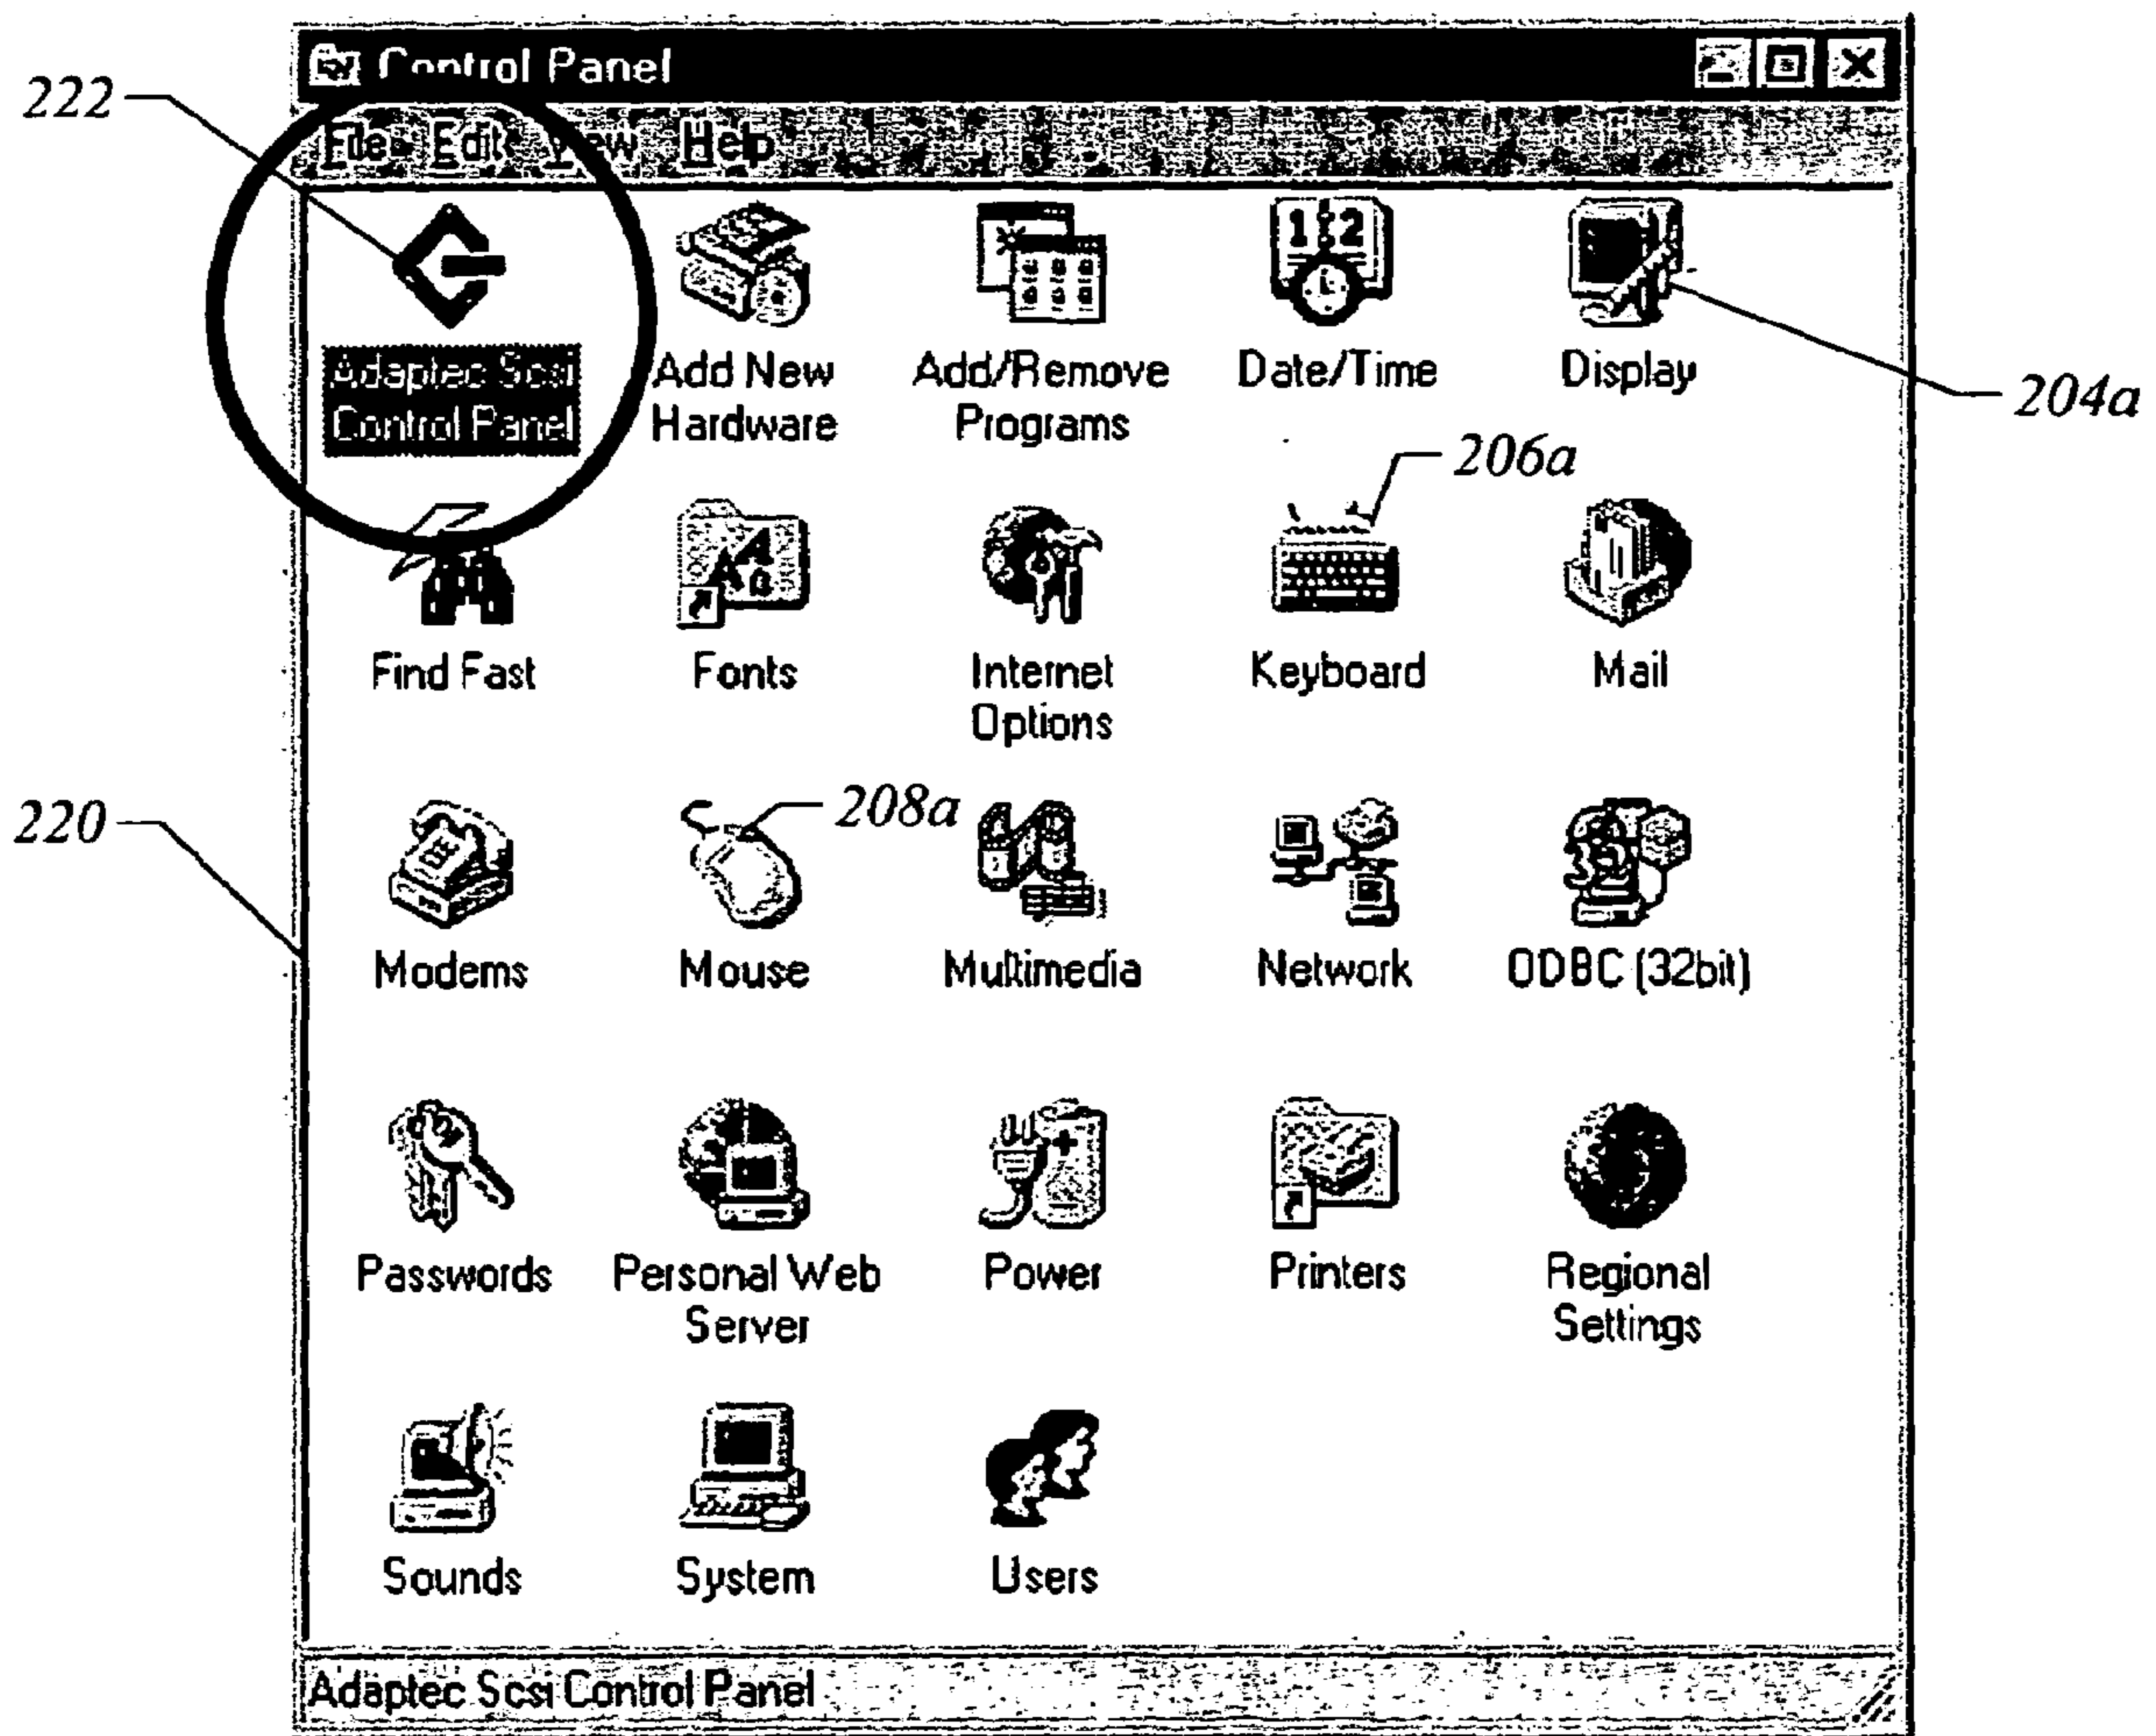 Control Panel
222
File Edit View Help
Adaptec Scsi
Control Panel
Add New
Hardware
Add/Remove
Programs
Date/Time
Display
204a
206a
Find Fast
Fonts
Internet
Options
Keyboard
Mail
220
208a
Modems
Mouse
Multimedia
Network
ODBC (32bit)
Passwords
Personal Web
Server
Power
Printers
Regional
Settings
Sounds
System
Users
Adaptec Scsi Control Panel